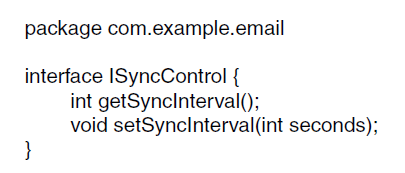 package com.example.email
interface ISyncControl {
int getSyncInterval();
void setSyncInterval(int seconds);
}